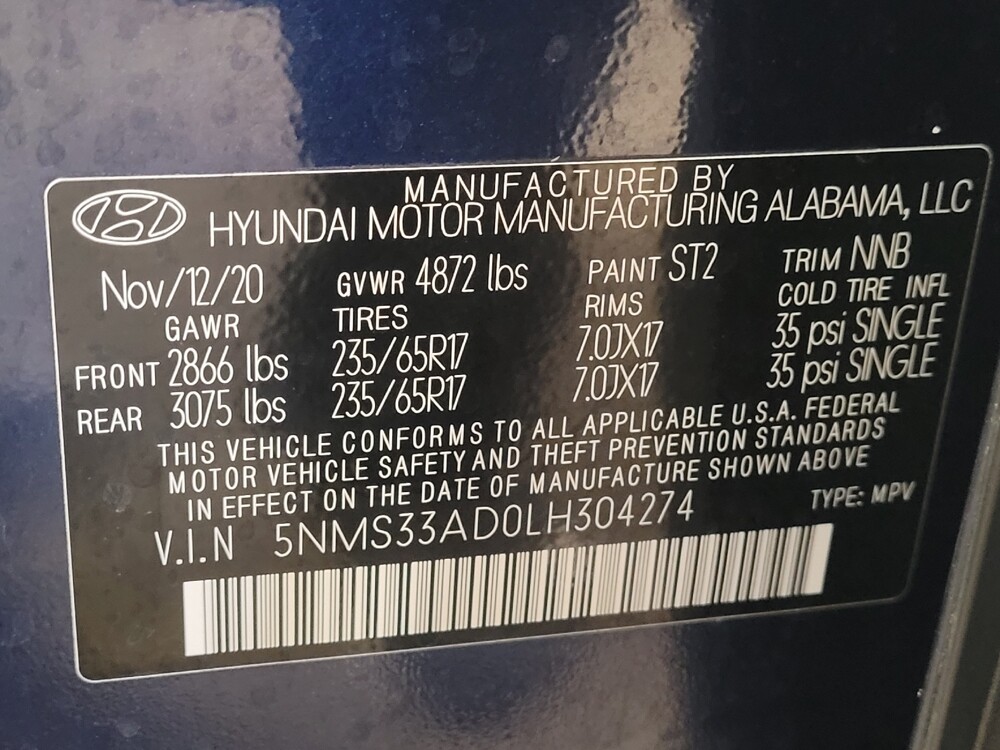 MANUFACTURED BY
HYUNDAI MOTOR MANUFACTURING ALABAMA, LLC
Nov/12/20 GVWR 4872 lbs PAINT ST2 TRIM NNB
GAWR TIRES RIMS COLD TIRE INFL
FRONT 2866 lbs 235/65R17 7.0JX17 35 psi SINGLE
REAR 3075 lbs 235/65R17 7.0JX17 35 psi SINGLE
THIS VEHICLE CONFORMS TO ALL APPLICABLE U.S.A. FEDERAL
MOTOR VEHICLE SAFETY AND THEFT PREVENTION STANDARDS
IN EFFECT ON THE DATE OF MANUFACTURE SHOWN ABOVE
V.I.N 5NMS33AD0LH304274 TYPE: MPV